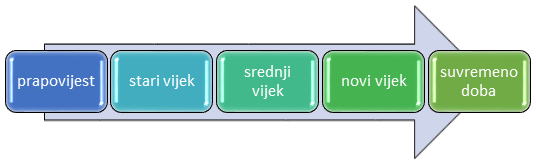 prapovijest
stari vijek
srednji
vijek
novi vijek
suvremeno
doba